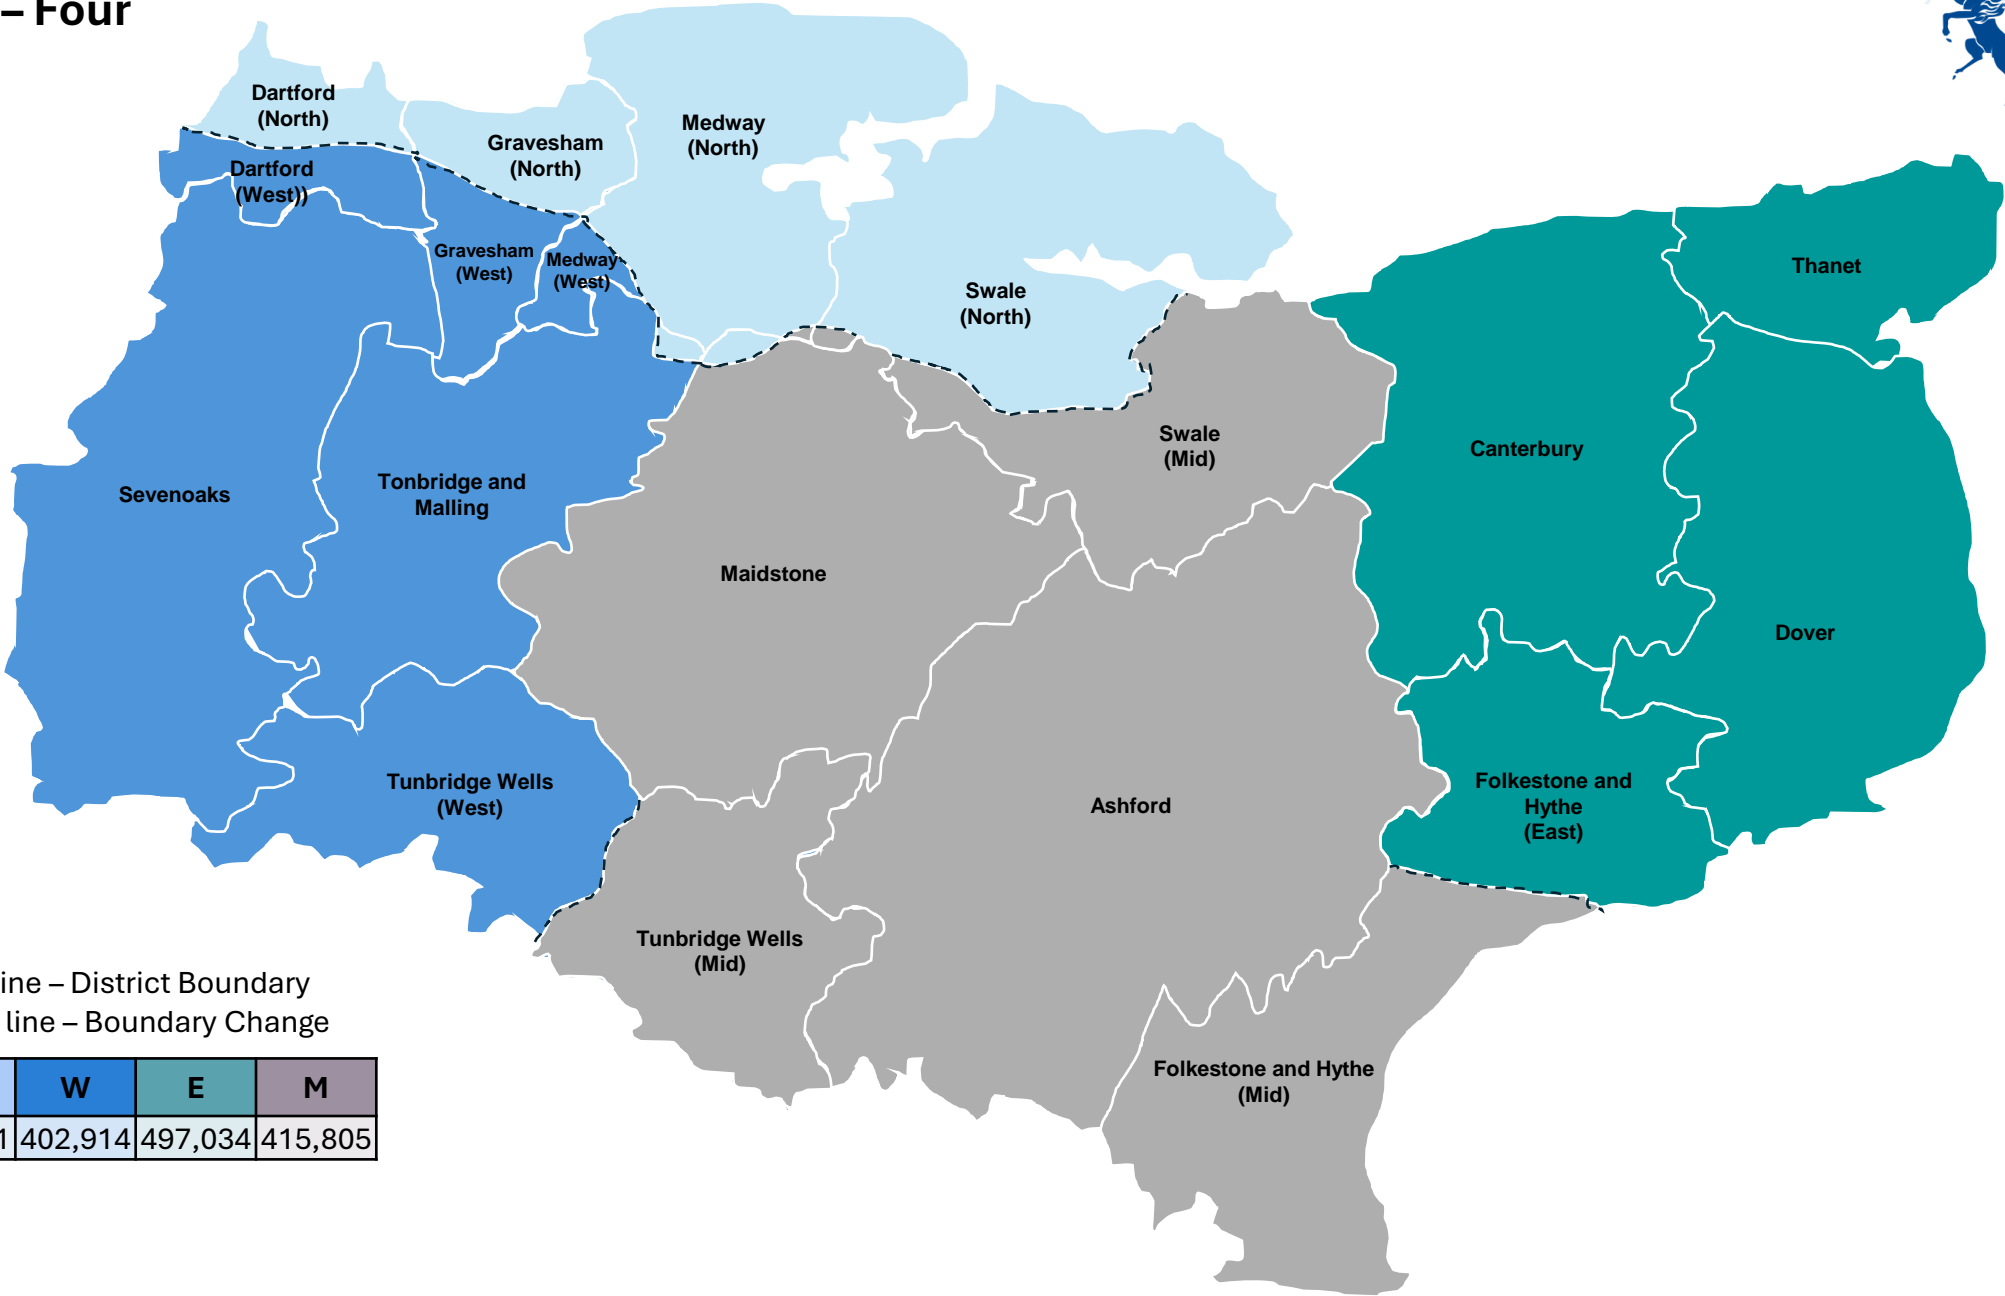 – Four
Dartford
(North)
Gravesham
(North)
Medway
(North)
Dartford
(West))
Gravesham
(West)
Medway
(West)
Swale
(North)
Thanet
Swale
(Mid)
Canterbury
Sevenoaks
Tonbridge and
Malling
Maidstone
Dover
Tunbridge Wells
(West)
Ashford
Folkestone and
Hythe
(East)
Tunbridge Wells
(Mid)
Folkestone and Hythe
(Mid)
ine – District Boundary
line – Boundary Change
W E M
1 402,914 497,034 415,805